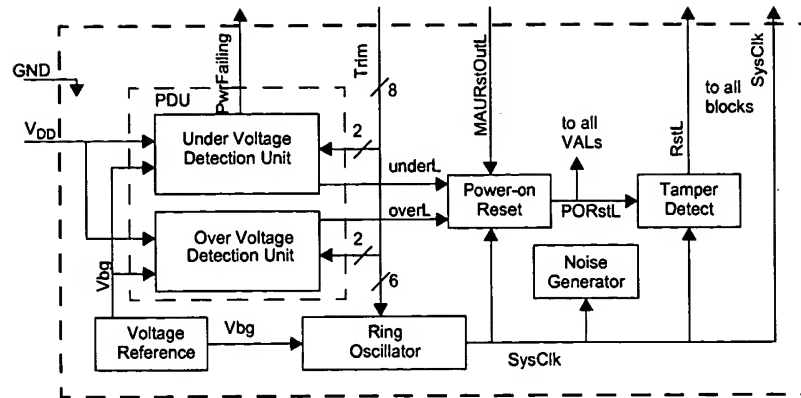 GND
V_DD
PDU
PwrFailing
Trim
8
MAURstOutL
to all
VALs
to all
blocks
RstL
SysClk
Under Voltage
Detection Unit
2
underL
Power-on
Reset
PORstL
Tamper
Detect
overL
Over Voltage
Detection Unit
2
Vbg
6
Noise
Generator
Voltage
Reference
Vbg
Ring
Oscillator
SysClk